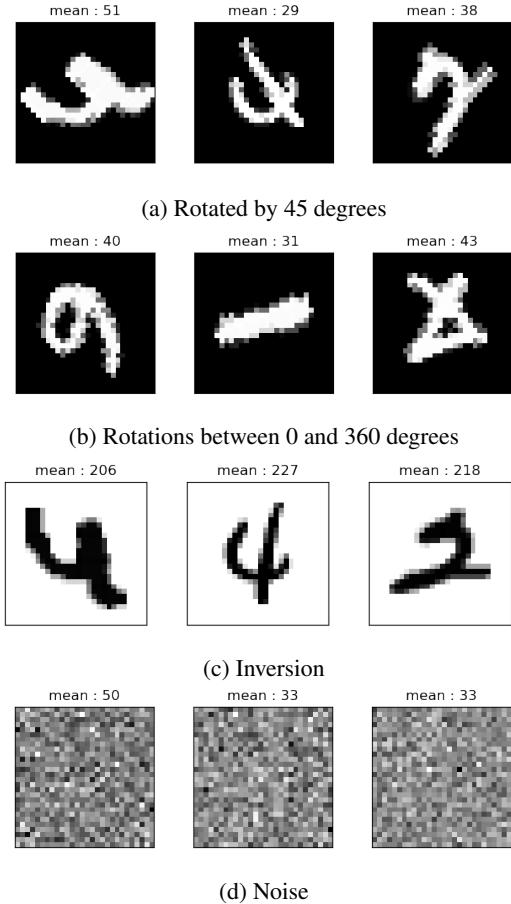 mean : 51 mean : 29 mean : 38
(a) Rotated by 45 degrees
mean : 40 mean : 31 mean : 43
(b) Rotations between 0 and 360 degrees
mean : 206 mean : 227 mean : 218
(c) Inversion
mean : 50 mean : 33 mean : 33
(d) Noise